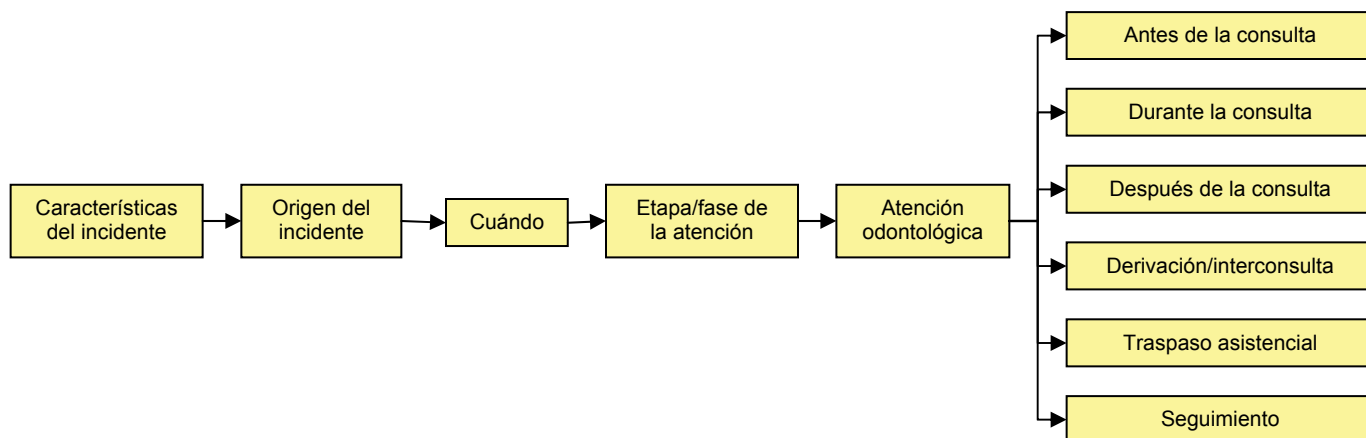 Características
del incidente
Origen del
incidente
Cuándo
Etapa/fase de
la atención
Atención
odontológica
Antes de la consulta
Durante la consulta
Después de la consulta
Derivación/interconsulta
Traspaso asistencial
Seguimiento